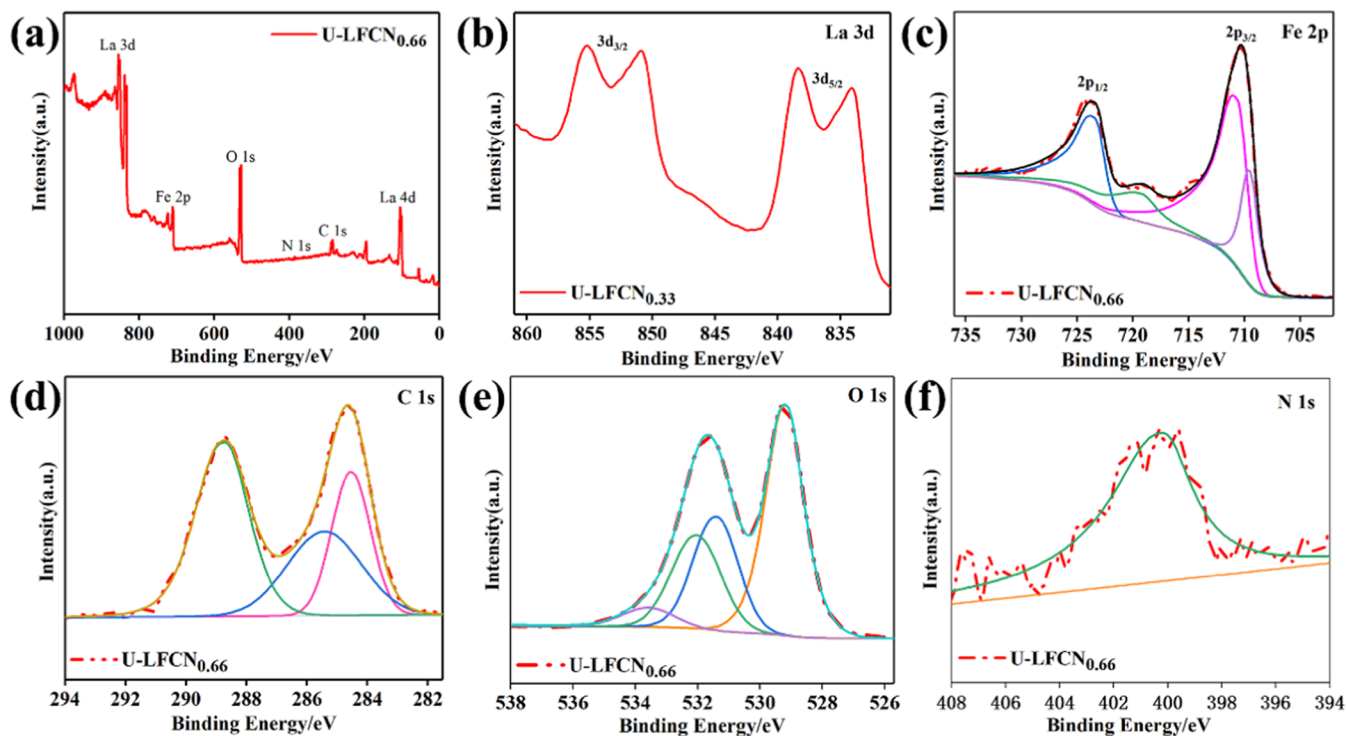 (a)
La 3d
U-LFCN0.66
O 1s
Fe 2p
N 1s
C 1s
La 4d
Intensity(a.u.)
1000 800 600 400 200 0
Binding Energy/eV
(b)
La 3d
3d3/2
3d5/2
U-LFCN0.33
Intensity(a.u.)
860 855 850 845 840 835
Binding Energy/eV
(c)
2p3/2
Fe 2p
2p1/2
U-LFCN0.66
Intensity(a.u.)
735 730 725 720 715 710 705
Binding Energy/eV
(d)
C 1s
U-LFCN0.66
Intensity(a.u.)
294 292 290 288 286 284 282
Binding Energy/eV
(e)
O 1s
U-LFCN0.66
Intensity(a.u.)
538 536 534 532 530 528 526
Binding Energy/eV
(f)
N 1s
U-LFCN0.66
Intensity(a.u.)
408 406 404 402 400 398 396 394
Binding Energy/eV